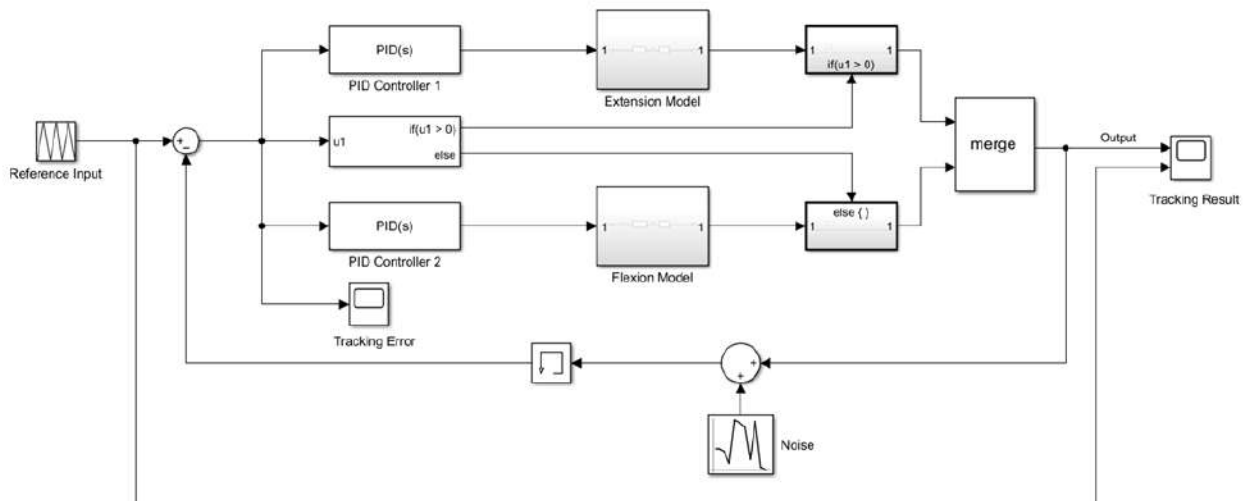 PID(s)
PID Controller 1
1 1
Extension Model
1 1
if(u1 > 0)
Reference Input
+
−
u1
if(u1 > 0)
else
merge
Output
Tracking Result
PID(s)
PID Controller 2
1 1
Flexion Model
else { }
1 1
Tracking Error
+
+
Noise